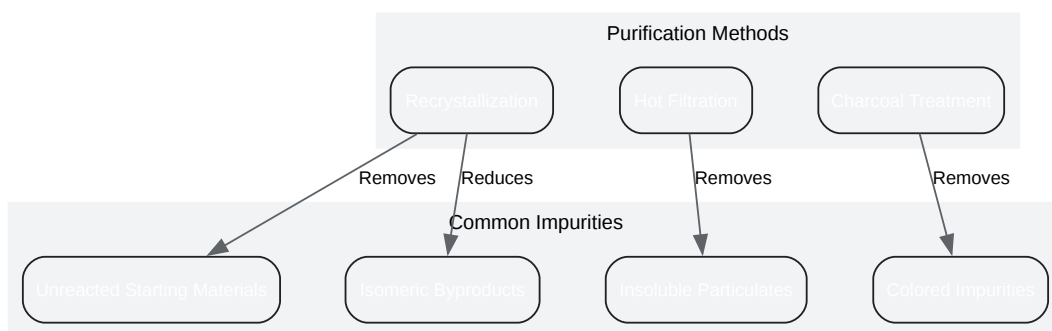 Purification Methods
Recrystallization
Hot Filtration
Charcoal Treatment
Removes
Reduces
Removes
Removes
Common Impurities
Unreacted Starting Materials
Isomeric Byproducts
Insoluble Particulates
Colored Impurities